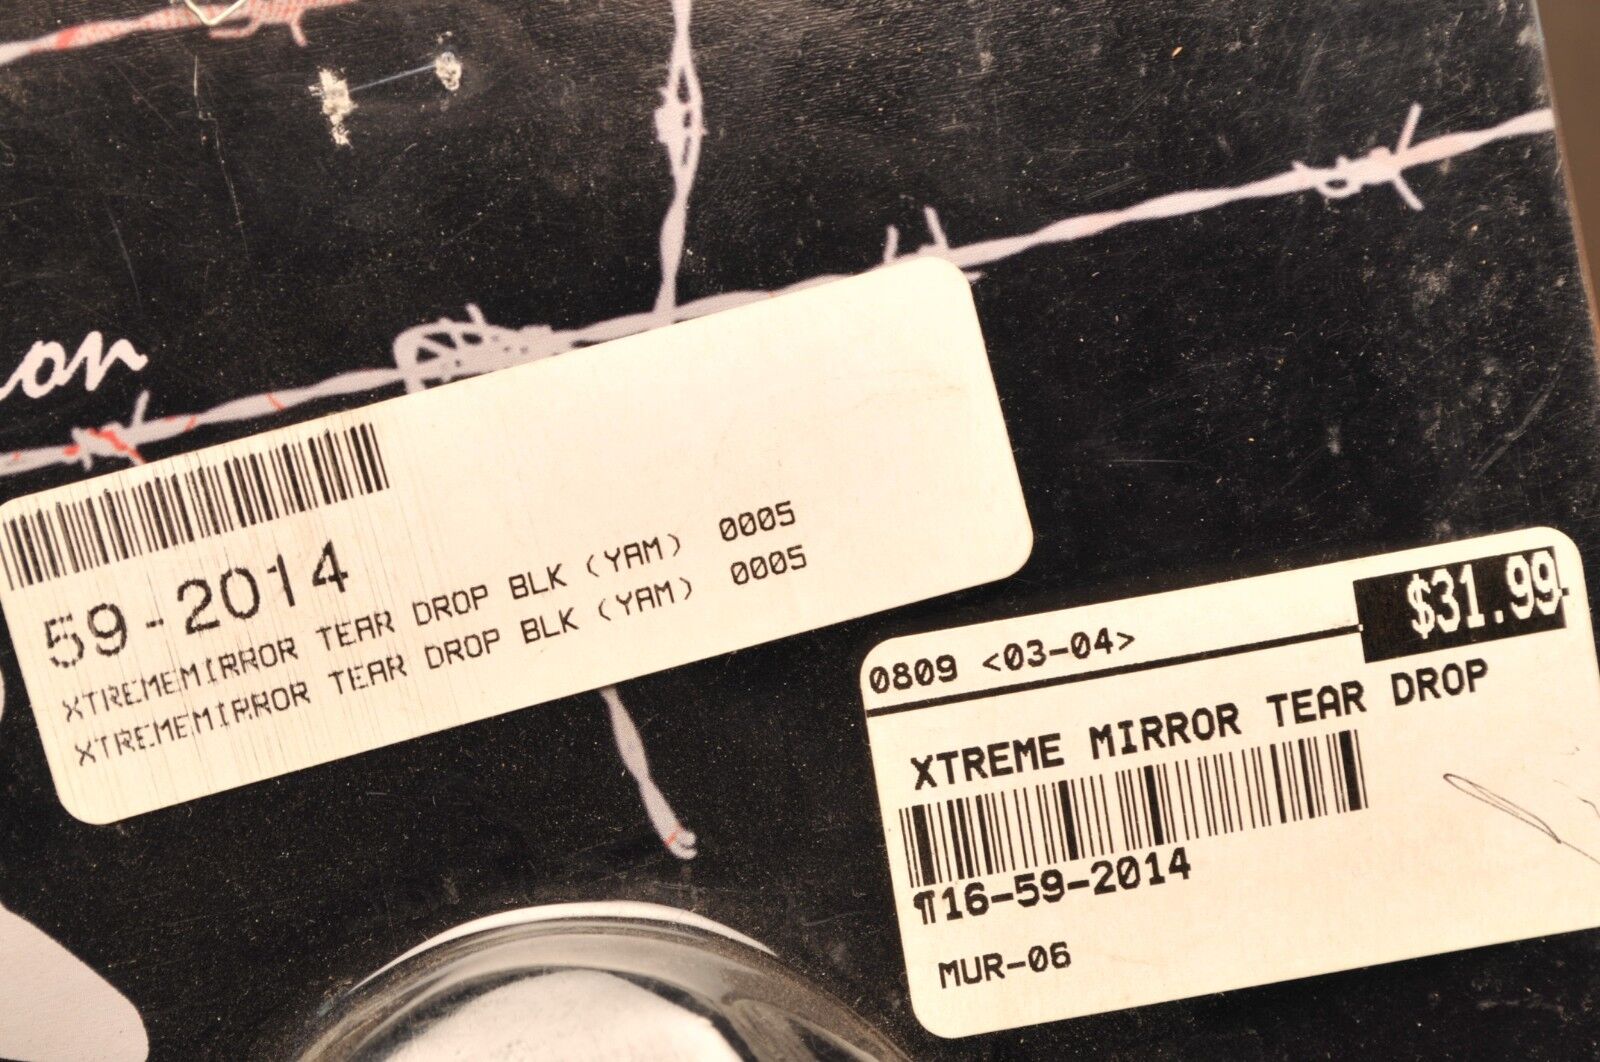 59-2014
XTREMEMIRROR TEAR DROP BLK (YAM) 0005
XTREMEMIRROR TEAR DROP BLK (YAM) 0005
$31.99
0809 <03-04>
XTREME MIRROR TEAR DROP
¶16-59-2014
MUR-06